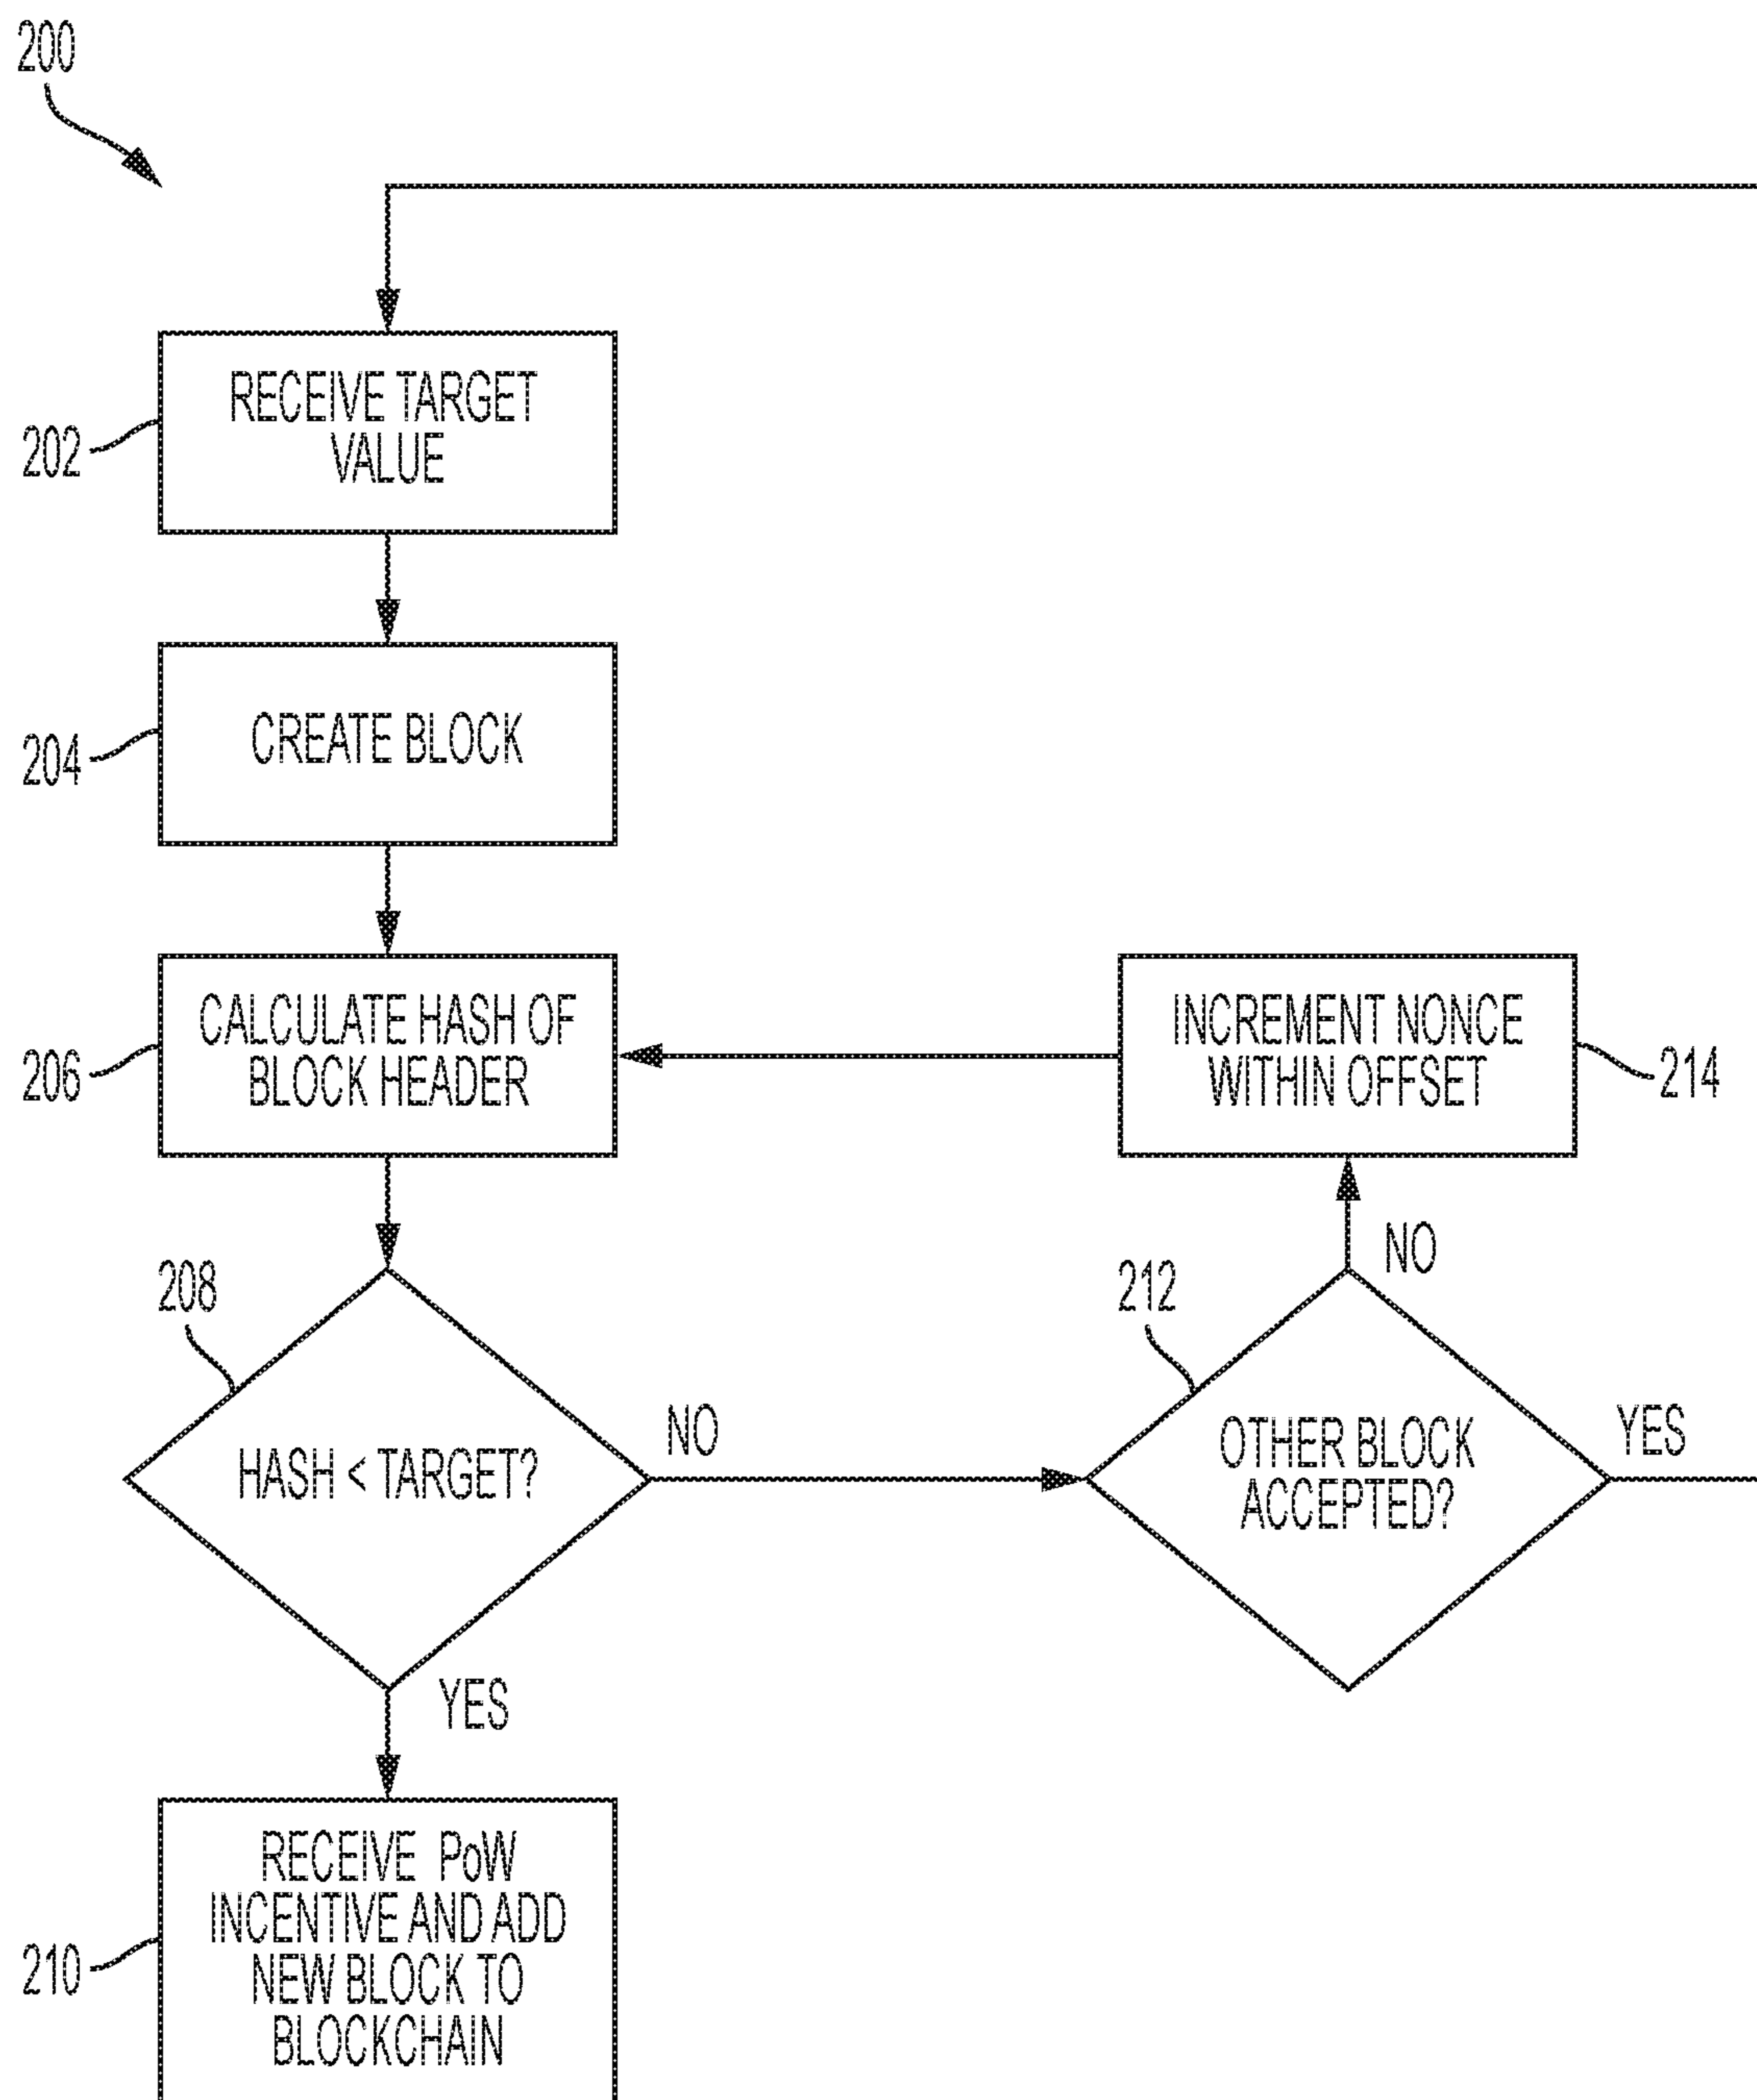 200
RECEIVE TARGET
VALUE
202
CREATE BLOCK
204
CALCULATE HASH OF
BLOCK HEADER
206
INCREMENT NONCE
WITHIN OFFSET
214
NO
208
212
HASH < TARGET?
NO
OTHER BLOCK
ACCEPTED?
YES
YES
RECEIVE PoW
INCENTIVE AND ADD
NEW BLOCK TO
BLOCKCHAIN
210